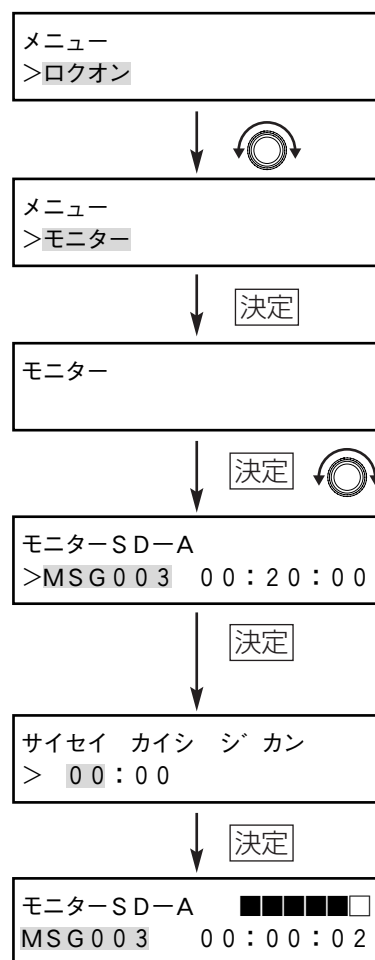 メニュー
＞ロクオン
メニュー
＞モニター
決定
モニター
決定
モニターＳＤ－Ａ
＞ＭＳＧ００３　００：２０：００
決定
サイセイ　カイシ　ジカン
＞　００：００
決定
モニターＳＤ－Ａ　■■■■■□
ＭＳＧ００３　００：００：０２